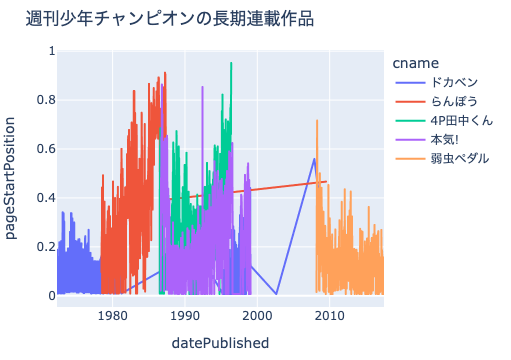 週刊少年チャンピオンの長期連載作品
cname
ドカベン
らんぽう
4P田中くん
本気!
弱虫ペダル
pageStartPosition
1
0.8
0.6
0.4
0.2
0
1980
1990
2000
2010
datePublished